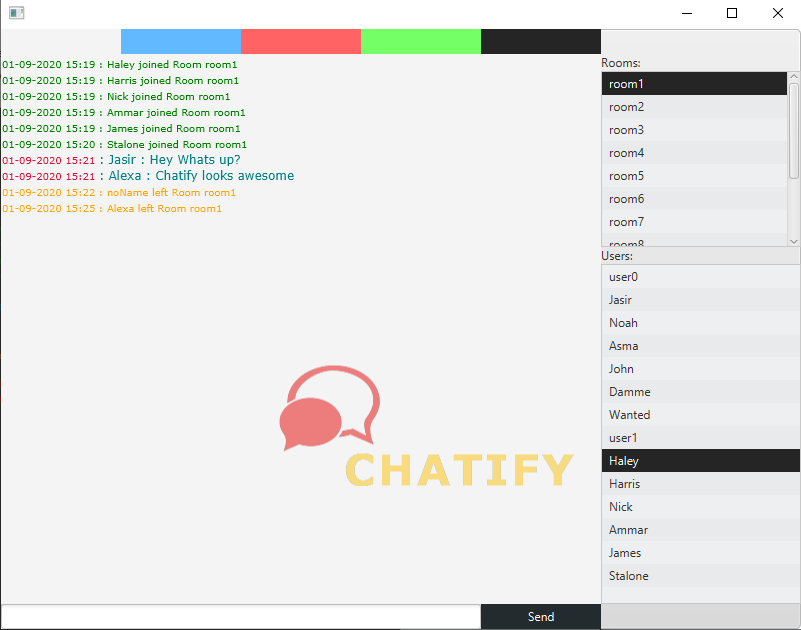 01-09-2020 15:19 : Haley joined Room room1
01-09-2020 15:19 : Harris joined Room room1
01-09-2020 15:19 : Nick joined Room room1
01-09-2020 15:19 : Ammar joined Room room1
01-09-2020 15:19 : James joined Room room1
01-09-2020 15:20 : Stalone joined Room room1
01-09-2020 15:21 : Jasir : Hey Whats up?
01-09-2020 15:21 : Alexa : Chatify looks awesome
01-09-2020 15:22 : noName left Room room1
01-09-2020 15:25 : Alexa left Room room1
CHATIFY
Send
Rooms:
room1
room2
room3
room4
room5
room6
room7
room8
Users:
user0
Jasir
Noah
Asma
John
Damme
Wanted
user1
Haley
Harris
Nick
Ammar
James
Stalone